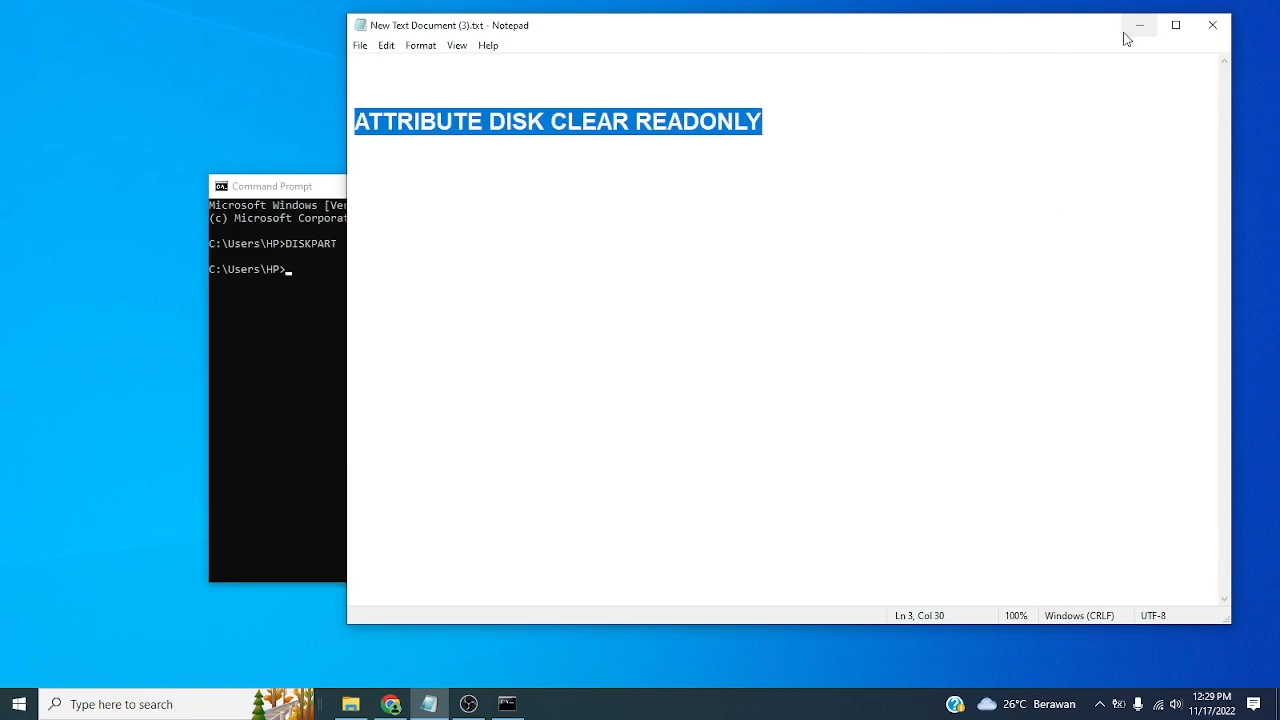 New Text Document (3).txt - Notepad
File Edit Format View Help
ATTRIBUTE DISK CLEAR READONLY
Command Prompt
Microsoft Windows [Ve
(c) Microsoft Corporat
C:\Users\HP>DISKPART
C:\Users\HP>
Ln 3, Col 30 100% Windows (CRLF) UTF-8
Type here to search
26°C Berawan
12:29 PM
11/17/2022